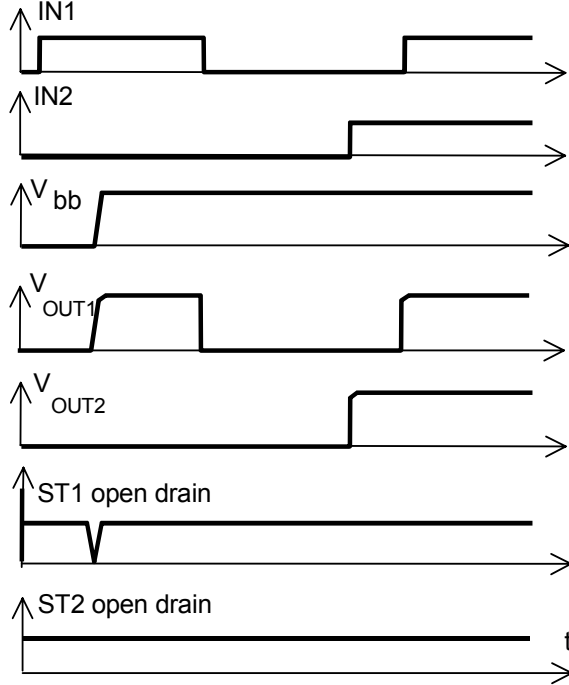 IN1
IN2
V bb
V OUT1
V OUT2
ST1 open drain
ST2 open drain
t